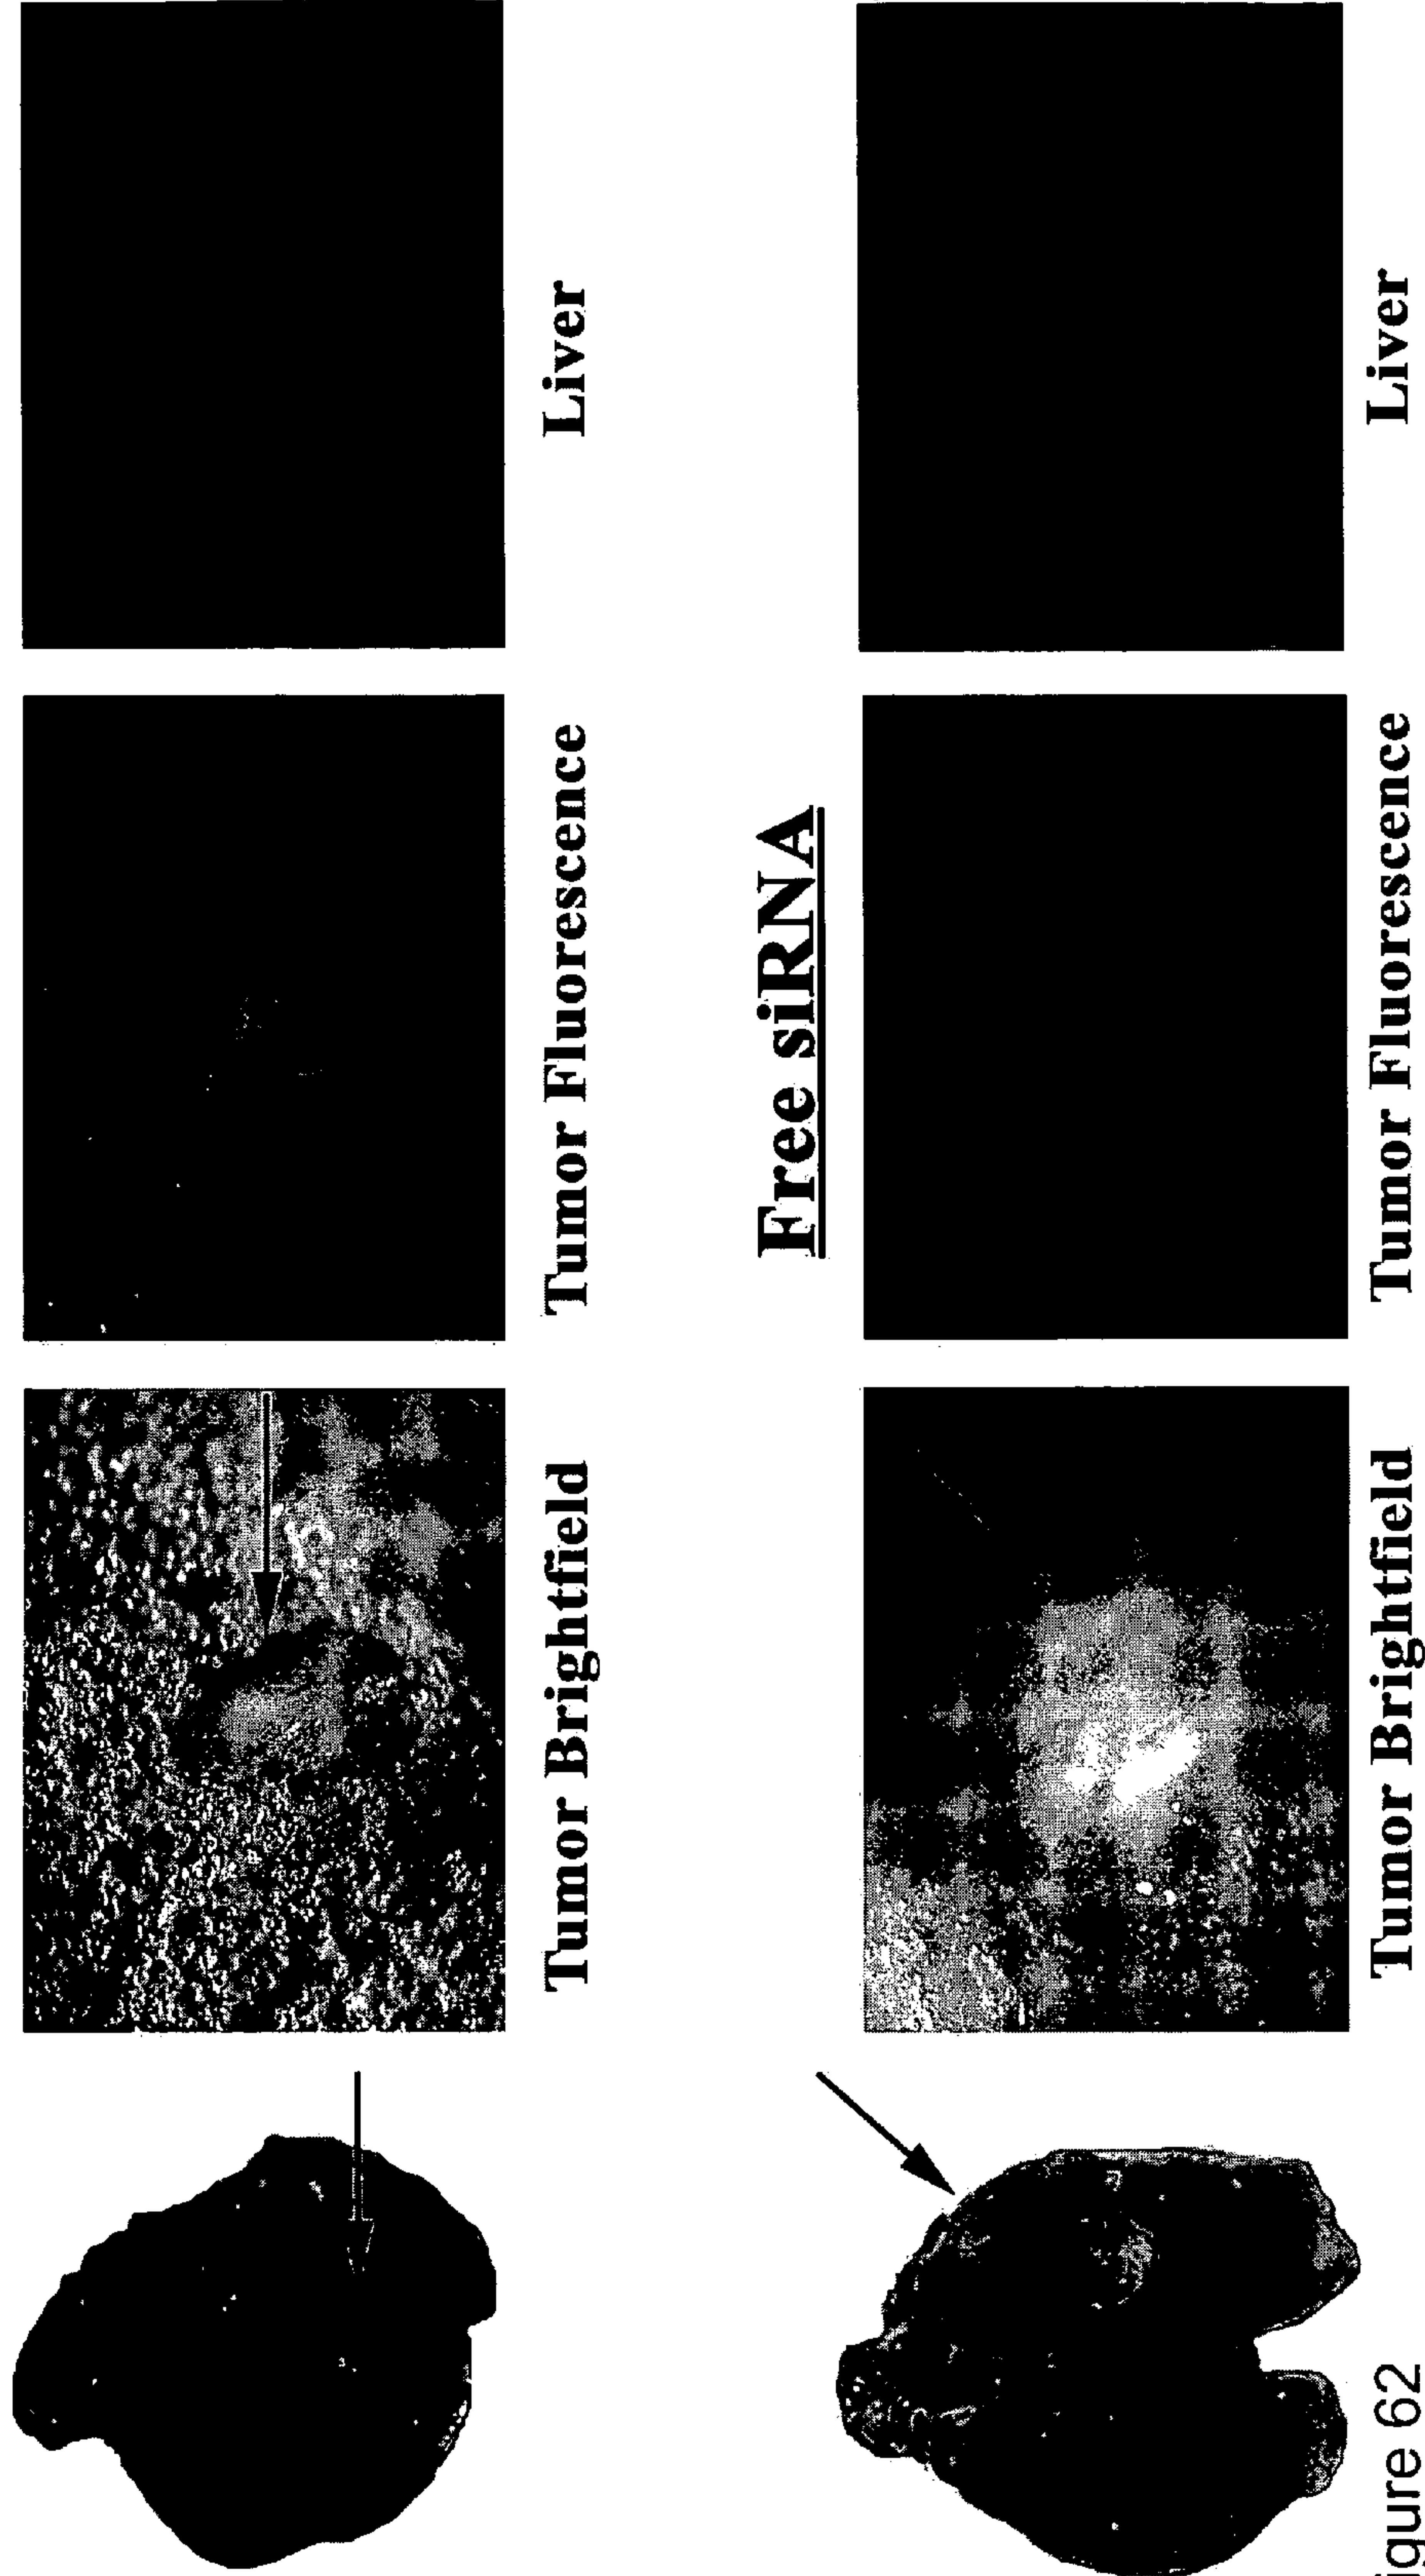 Tumor Brightfield
Tumor Fluorescence
Liver
Free siRNA
Tumor Brightfield
Tumor Fluorescence
Liver
igure 62